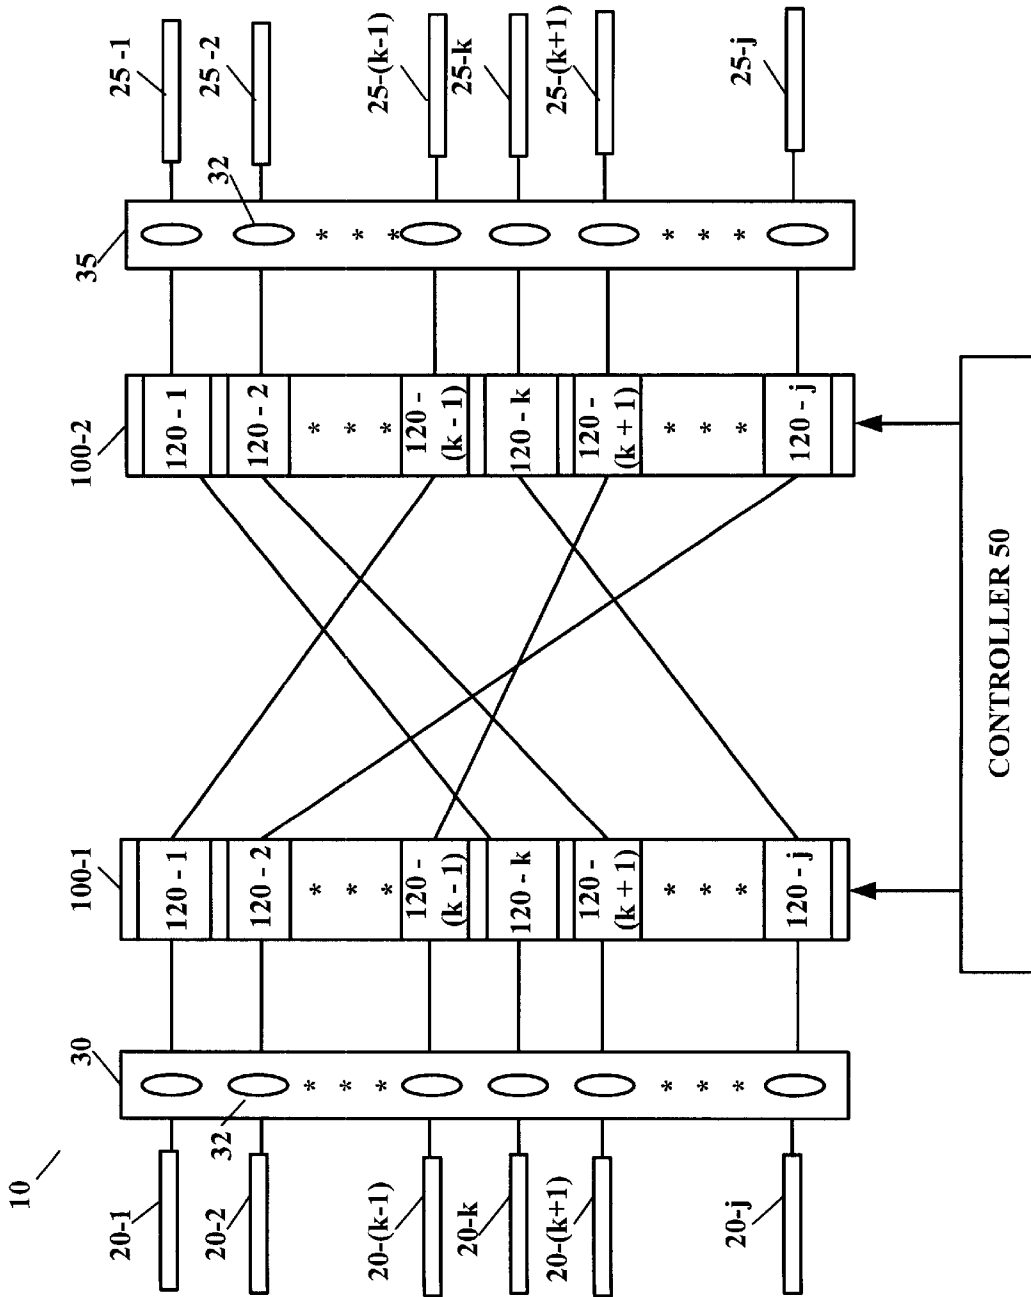 10
20-1
20-2
20-(k-1)
20-k
20-(k+1)
20-j
30
32
* * *
* * *
100-1
120 - 1
120 - 2
* * *
120 -
(k - 1)
120 - k
120 -
(k + 1)
* * *
120 - j
100-2
120 - 1
120 - 2
* * *
120 -
(k - 1)
120 - k
120 -
(k + 1)
* * *
120 - j
35
32
* * *
* * *
25 -1
25 -2
25-(k-1)
25-k
25-(k+1)
25-j
CONTROLLER 50